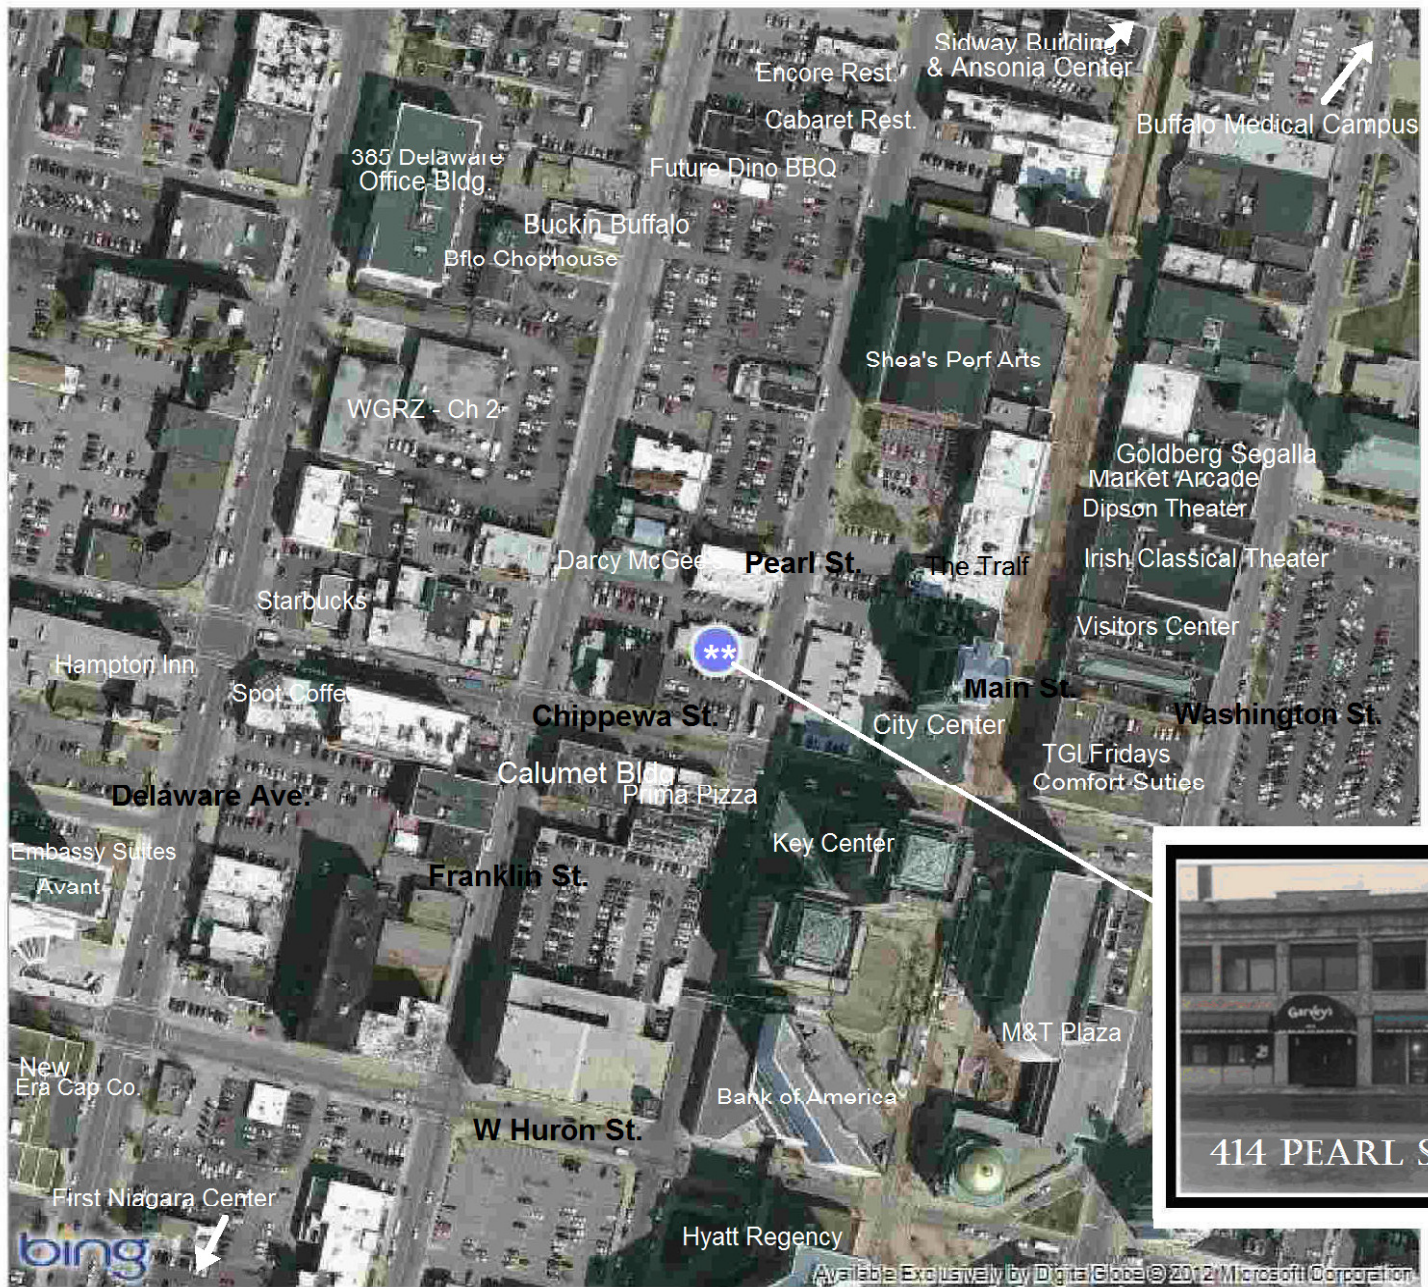 Sidway Building
& Ansonia Center
Encore Rest.
Buffalo Medical Campus
Cabaret Rest.
385 Delaware
Office Bldg.
Future Dino BBQ
Buckin Buffalo
Bflo Chophouse
Shea's Perf Arts
WGRZ - Ch 2
Goldberg Segalla
Market Arcade
Dipson Theater
Darcy McGee
Pearl St.
The Tralf
Irish Classical Theater
Starbucks
Visitors Center
**
Hampton Inn
Spot Coffee
Main St.
Chippewa St.
Washington St.
City Center
TGI Fridays
Comfort Suties
Calumet Bldg
Prima Pizza
Delaware Ave.
Key Center
Embassy Suites
Avant
Franklin St.
Garvey's
M&T Plaza
New
Era Cap Co.
Bank of America
W Huron St.
414 PEARL S
First Niagara Center
Hyatt Regency
bing
Available Exclusively by DigitalGlobe © 2012 Microsoft Corporation